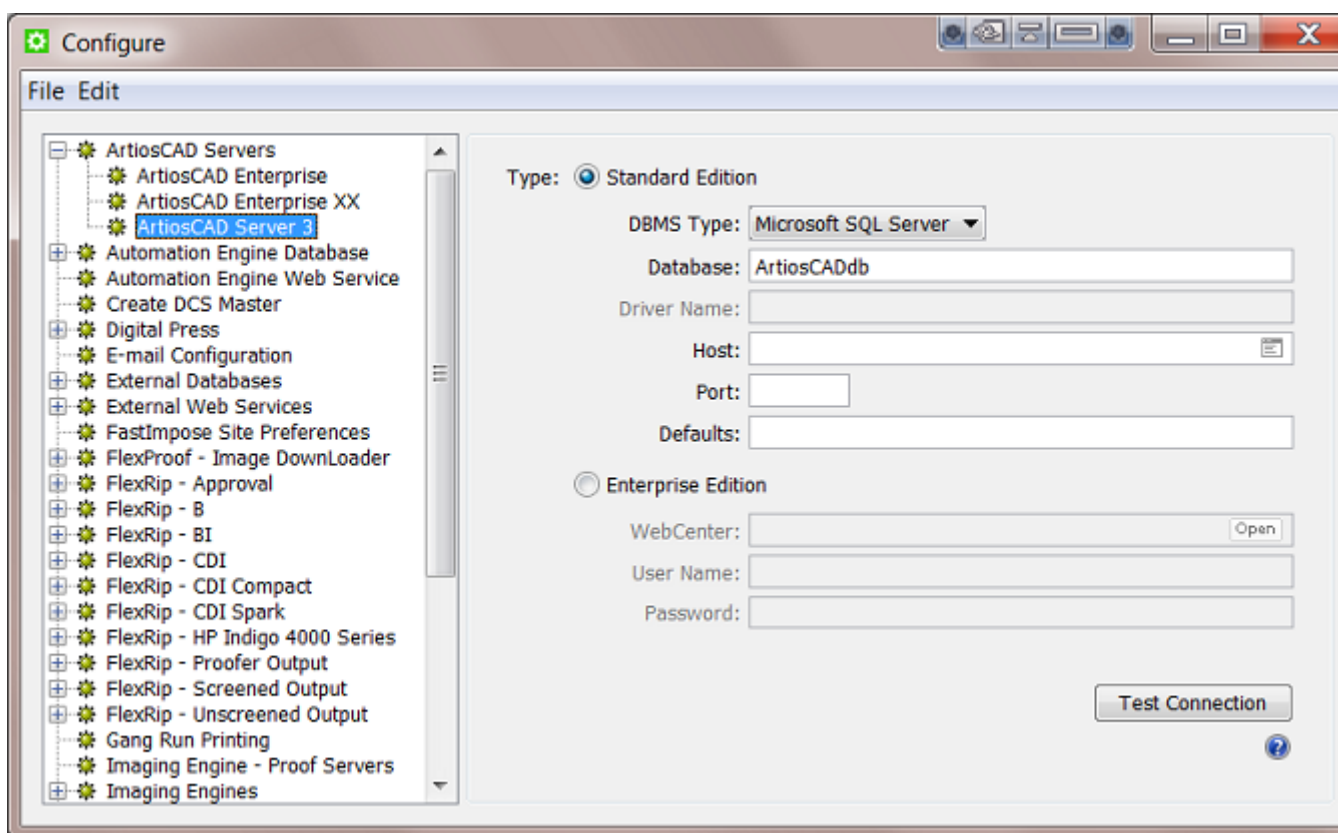 Configure
File Edit
ArtiosCAD Servers
ArtiosCAD Enterprise
ArtiosCAD Enterprise XX
ArtiosCAD Server 3
Automation Engine Database
Automation Engine Web Service
Create DCS Master
Digital Press
E-mail Configuration
External Databases
External Web Services
FastImpose Site Preferences
FlexProof - Image DownLoader
FlexRip - Approval
FlexRip - B
FlexRip - BI
FlexRip - CDI
FlexRip - CDI Compact
FlexRip - CDI Spark
FlexRip - HP Indigo 4000 Series
FlexRip - Proofer Output
FlexRip - Screened Output
FlexRip - Unscreened Output
Gang Run Printing
Imaging Engine - Proof Servers
Imaging Engines
Type: Standard Edition
DBMS Type: Microsoft SQL Server
Database: ArtiosCADdb
Driver Name:
Host:
Port:
Defaults:
Enterprise Edition
WebCenter: Open
User Name:
Password:
Test Connection
?